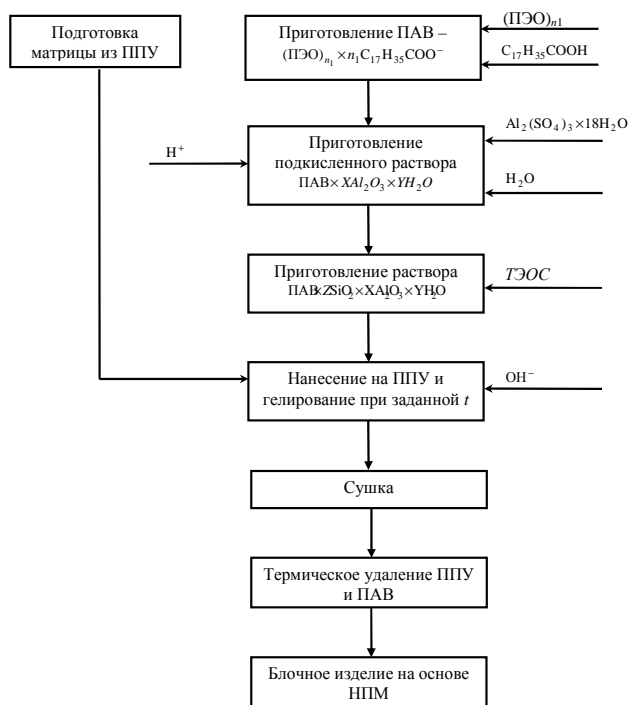 Подготовка
матрицы из ППУ
Приготовление ПАВ –
(ПЭО)n1 × n1C17H35COO−
(ПЭО)n1
C17H35COOH
H+
Приготовление
подкисленного раствора
ПАВ × XAl2O3 × YH2O
Al2(SO4)3×18H2O
H2O
Приготовление раствора
ПАВ×ZSiO2×XAl2O3×YH2O
ТЭОС
Нанесение на ППУ и
гелирование при заданной t
OH−
Сушка
Термическое удаление ППУ
и ПАВ
Блочное изделие на основе
НПМ